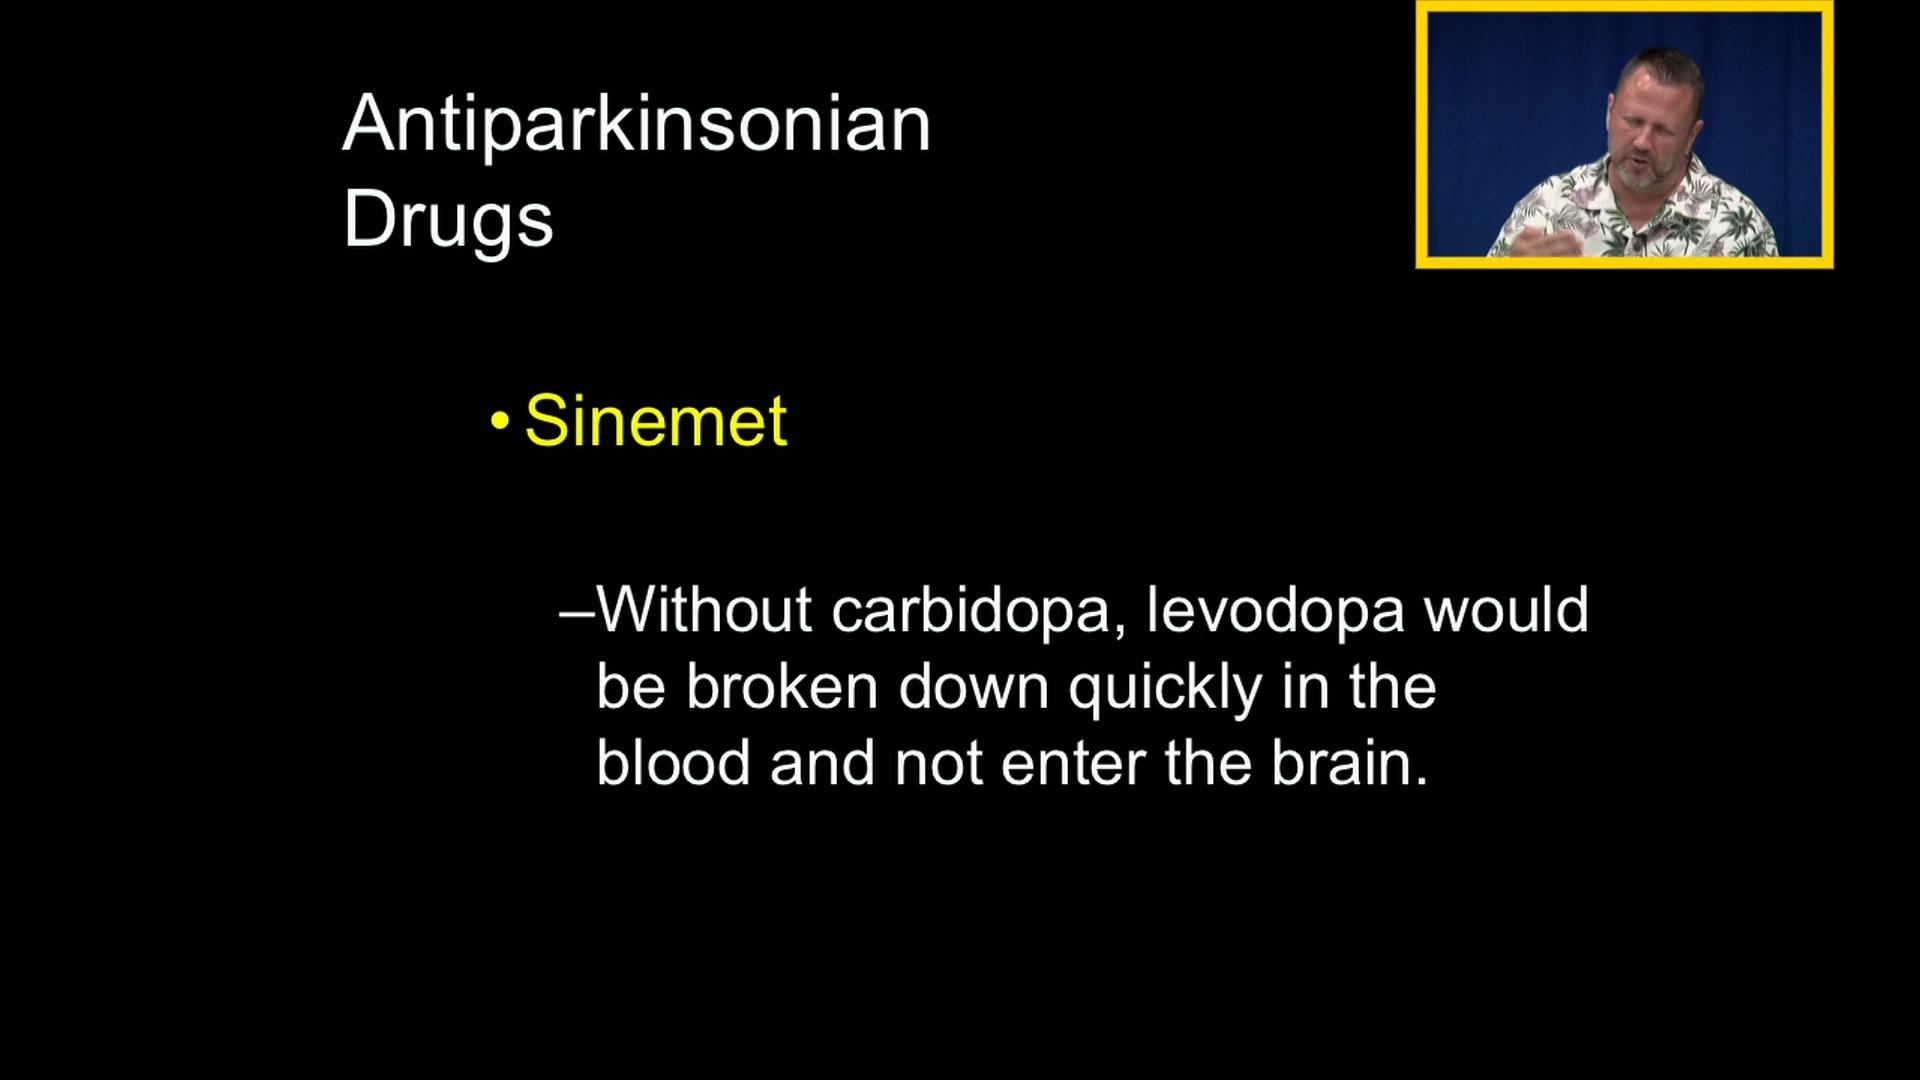 Antiparkinsonian
Drugs
• Sinemet
–Without carbidopa, levodopa would
be broken down quickly in the
blood and not enter the brain.